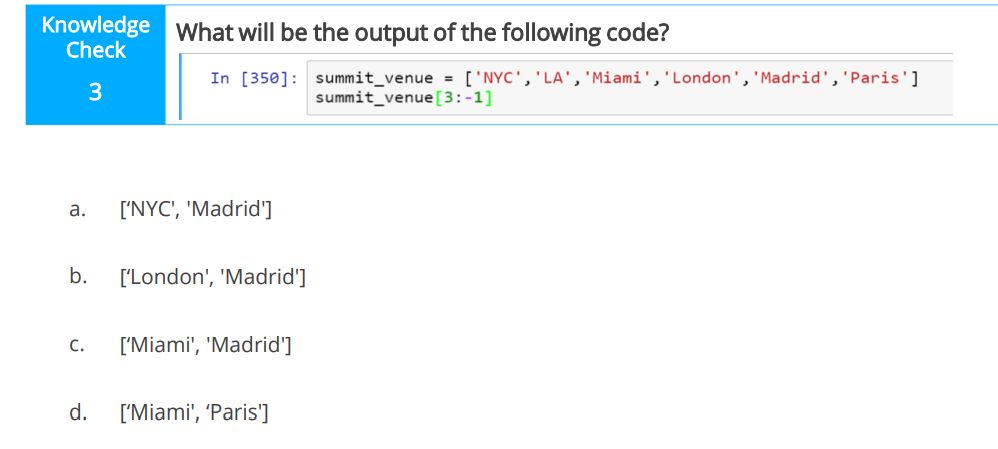 Knowledge
Check
3
What will be the output of the following code?
In [350]: summit_venue = ['NYC','LA','Miami','London','Madrid','Paris']
summit_venue[3:-1]
a. [‘NYC', 'Madrid']
b. [‘London', 'Madrid']
c. [‘Miami', 'Madrid']
d. [‘Miami', ‘Paris']